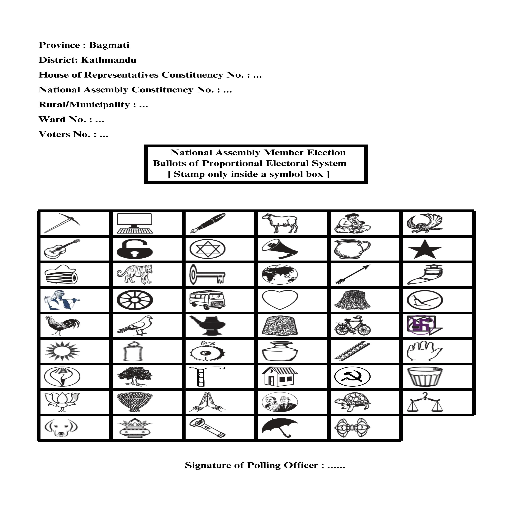 Province : Bagmati
District: Kathmandu
House of Representatives Constituency No. : ...
National Assembly Constituency No. : ...
Rural/Municipality : ...
Ward No. : ...
Voters No. : ...
National Assembly Member Election
Ballots of Proportional Electoral System
[ Stamp only inside a symbol box ]
Signature of Polling Officer : ......